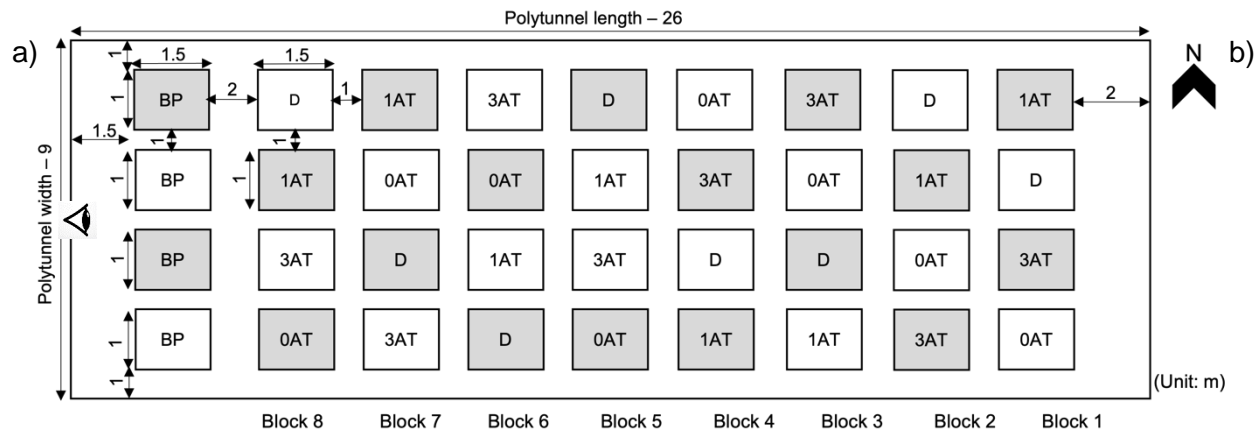 Polytunnel length – 26
a)
b)
N
1
1.5
1.5
BP
2
D
1
1AT
3AT
D
0AT
3AT
D
1AT
2
1
1.5
1
1
BP
1
1
1AT
0AT
0AT
1AT
3AT
0AT
1AT
D
Polytunnel width – 9
BP
1
3AT
D
1AT
3AT
D
D
0AT
3AT
BP
1
0AT
3AT
D
0AT
1AT
1AT
3AT
0AT
1
(Unit: m)
Block 8 Block 7 Block 6 Block 5 Block 4 Block 3 Block 2 Block 1